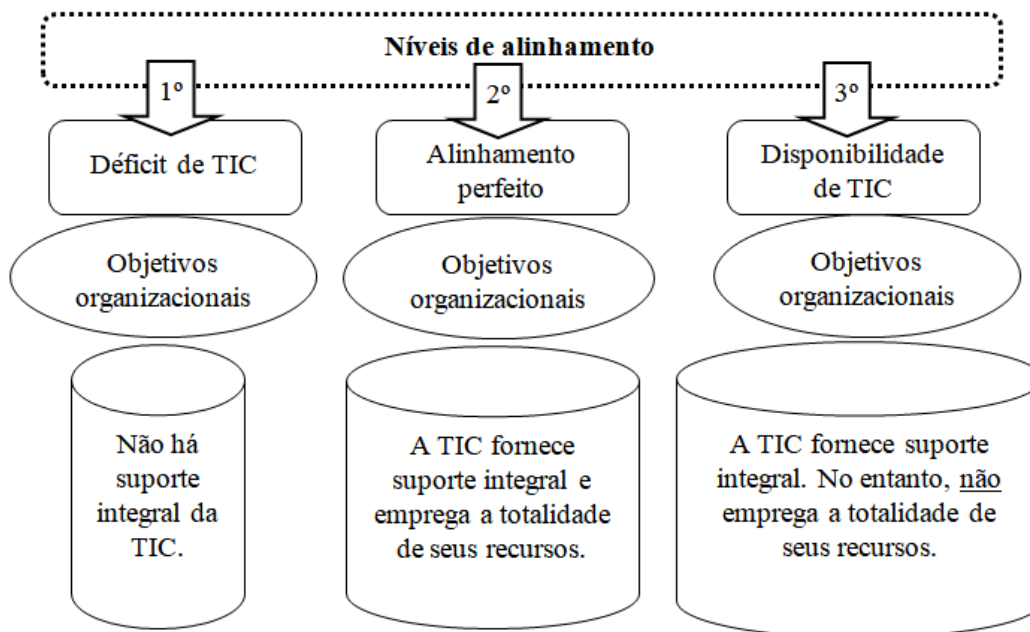 Níveis de alinhamento
1º
Déficit de TIC
Objetivos
organizacionais
Não há
suporte
integral da
TIC.
2º
Alinhamento
perfeito
Objetivos
organizacionais
A TIC fornece
suporte integral e
emprega a totalidade
de seus recursos.
3º
Disponibilidade
de TIC
Objetivos
organizacionais
A TIC fornece suporte
integral. No entanto, não
emprega a totalidade de
seus recursos.